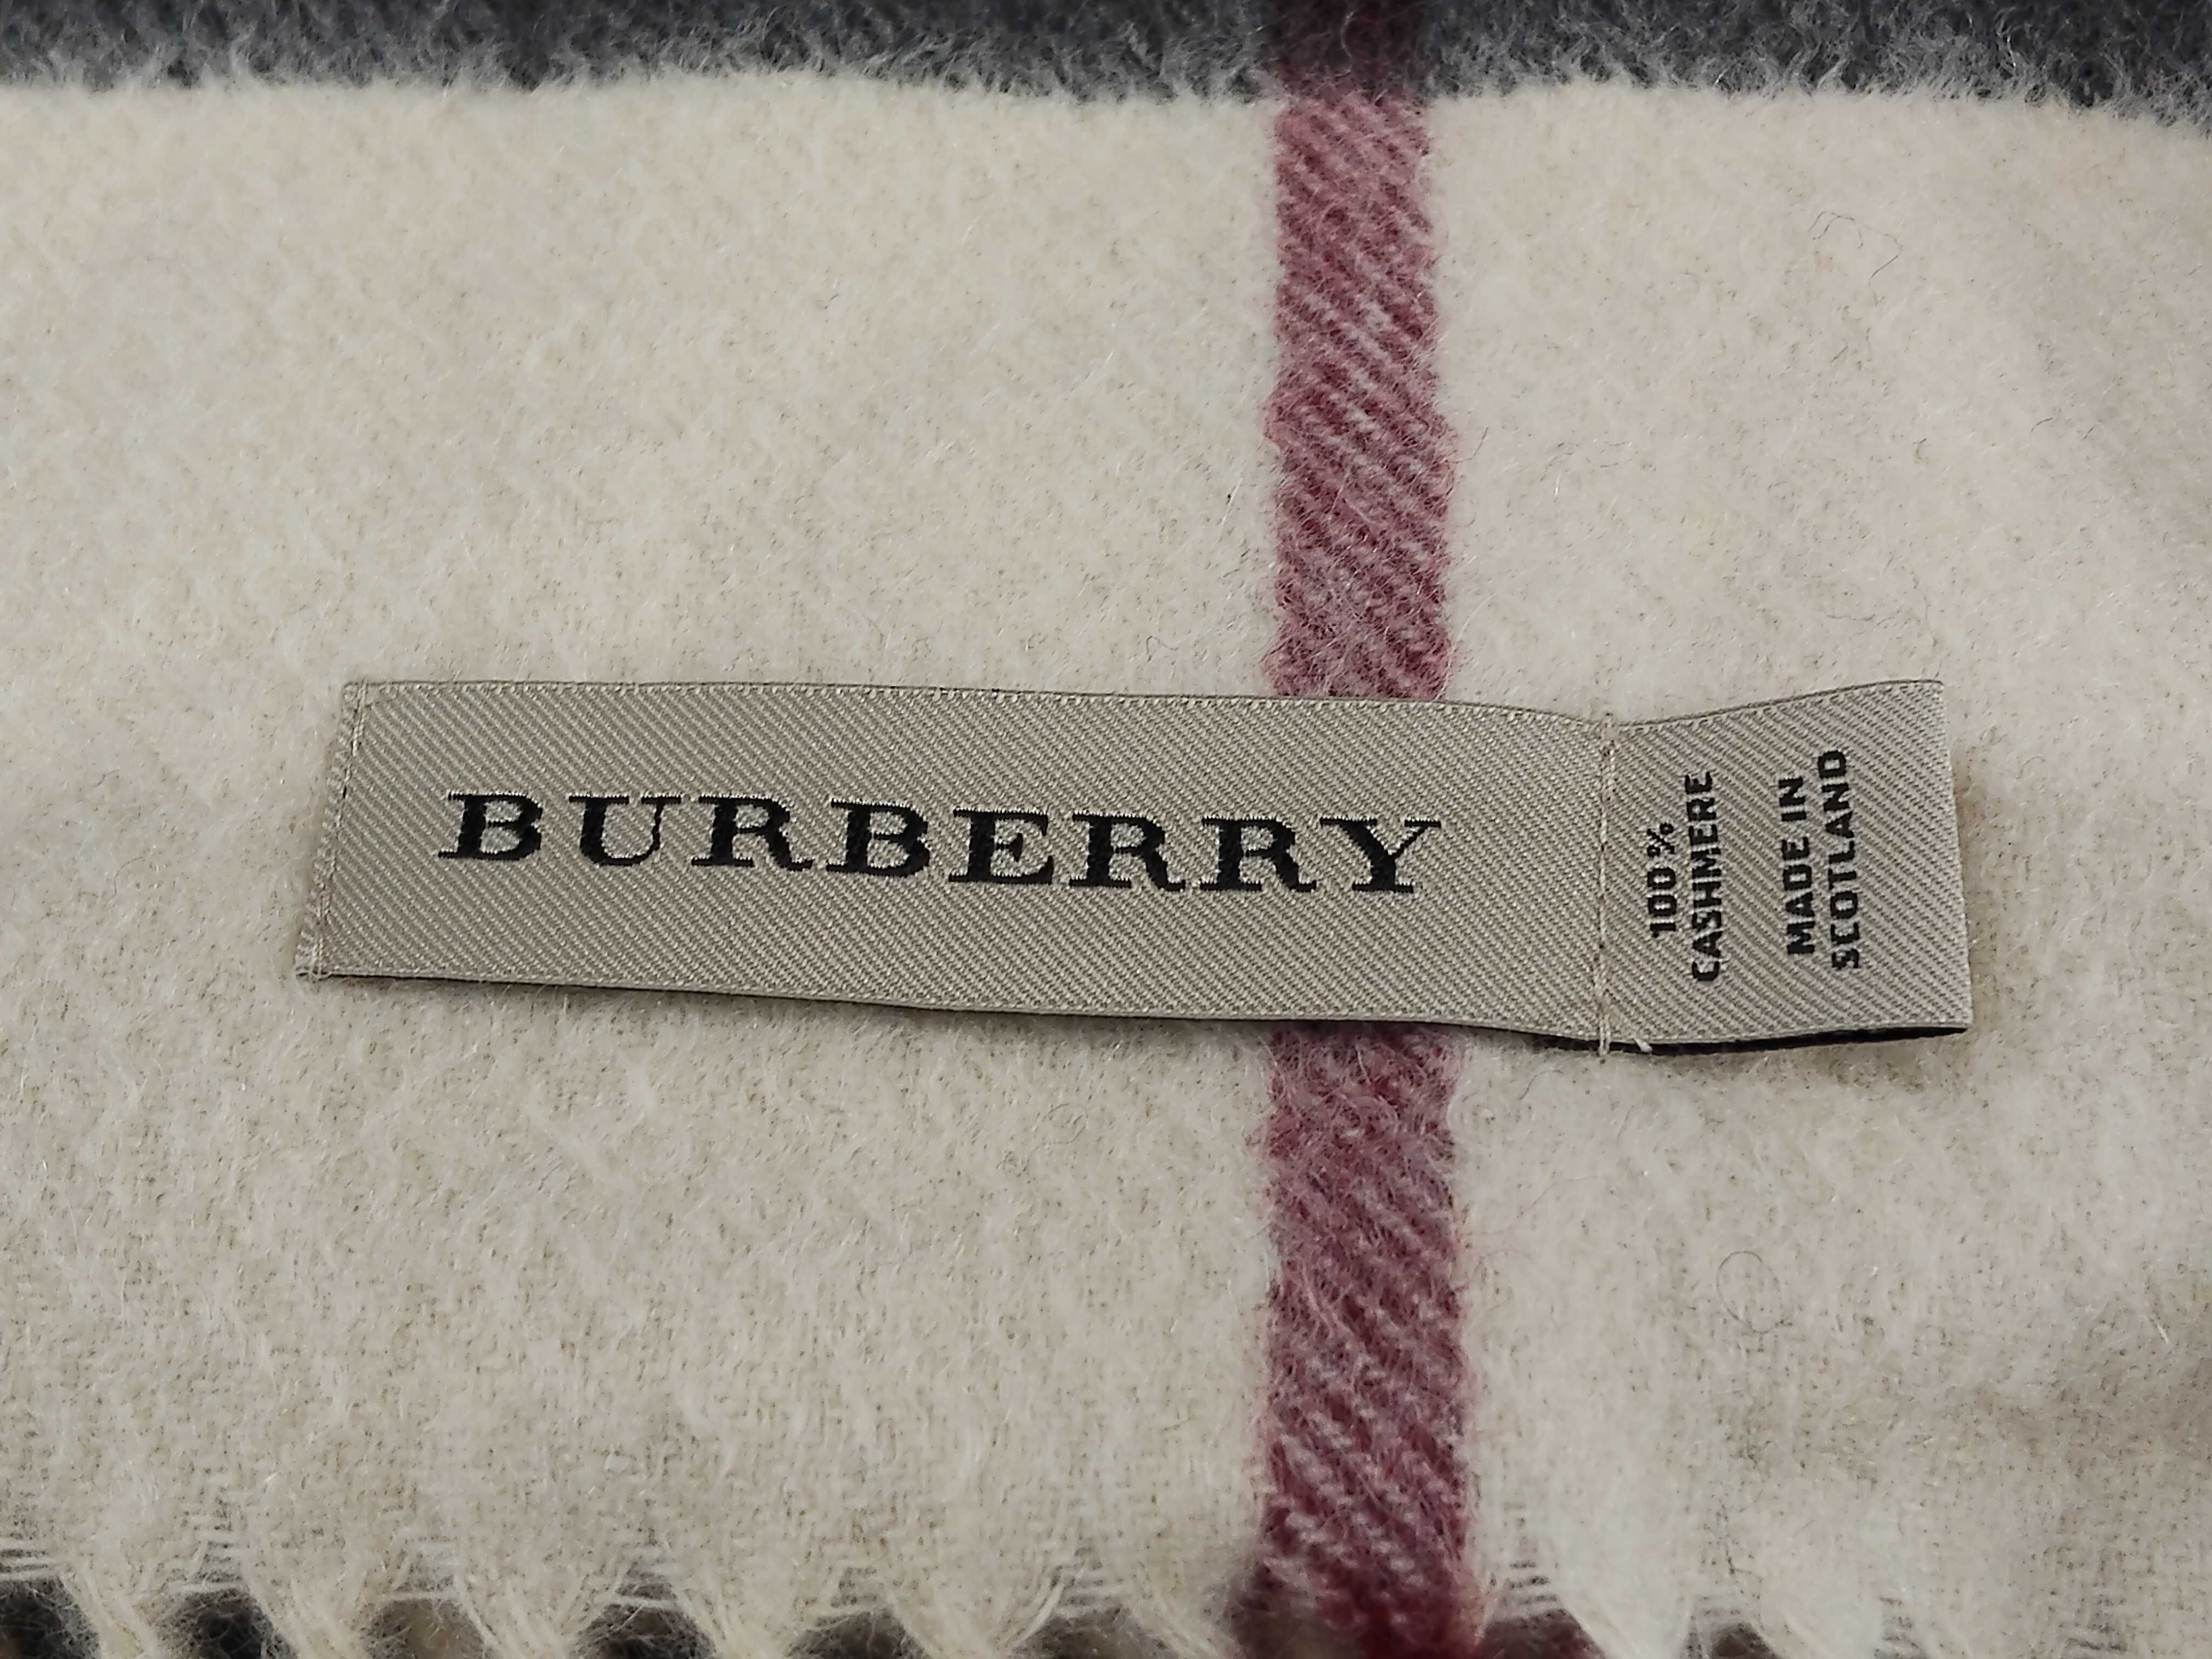 BURBERRY
100%
CASHMERE
MADE IN
SCOTLAND